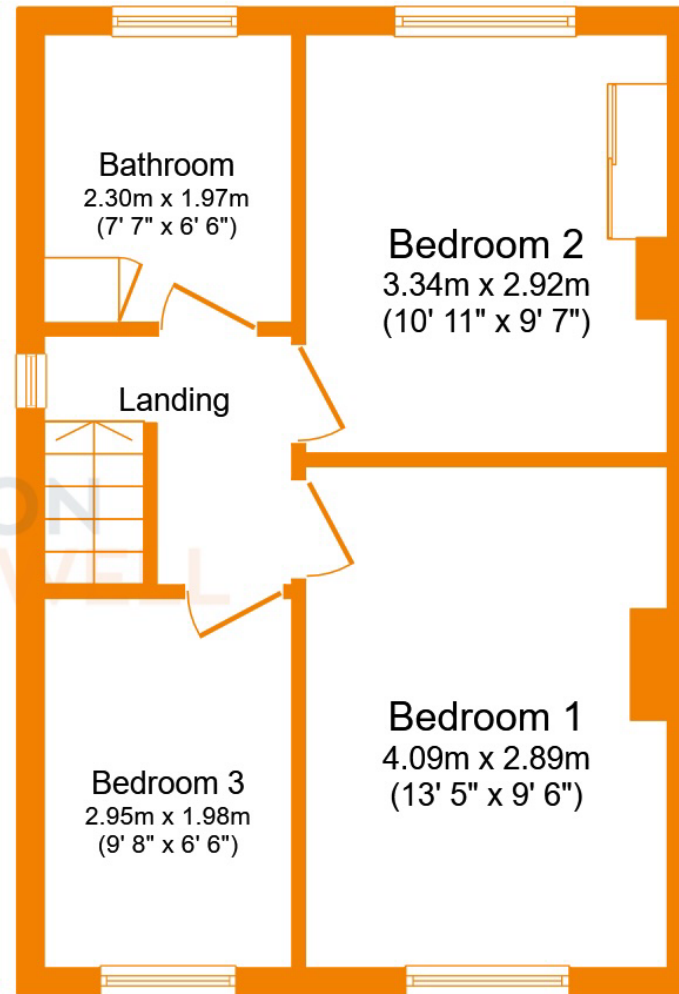 Bathroom
2.30m x 1.97m
(7' 7" x 6' 6")
Bedroom 2
3.34m x 2.92m
(10' 11" x 9' 7")
Landing
ON
WELL
Bedroom 1
4.09m x 2.89m
(13' 5" x 9' 6")
Bedroom 3
2.95m x 1.98m
(9' 8" x 6' 6")